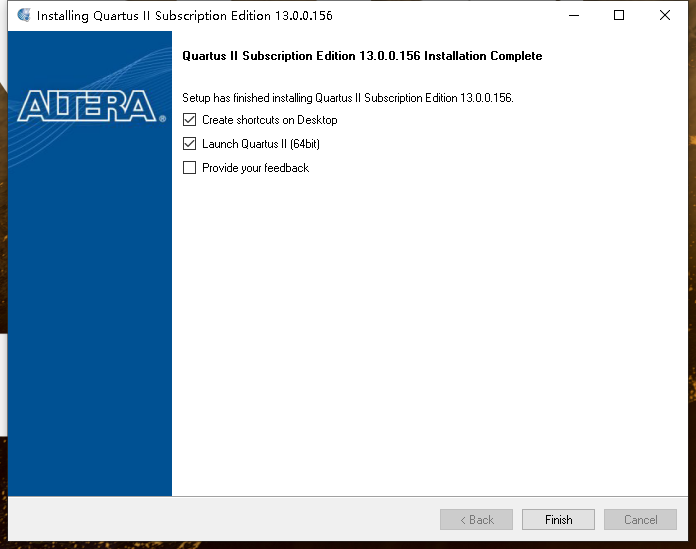 Installing Quartus II Subscription Edition 13.0.0.156
ALTERA®
Quartus II Subscription Edition 13.0.0.156 Installation Complete
Setup has finished installing Quartus II Subscription Edition 13.0.0.156.
Create shortcuts on Desktop
Launch Quartus II (64bit)
Provide your feedback
< Back
Finish
Cancel